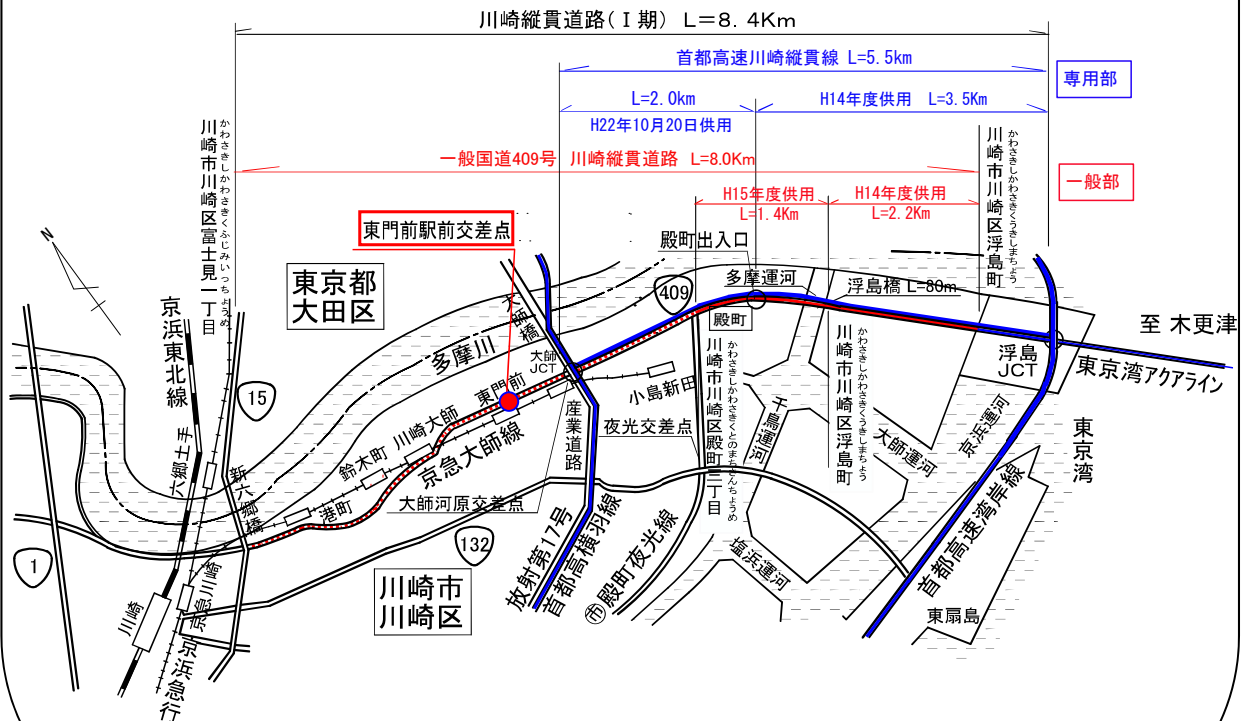 川崎縦貫道路(Ⅰ期) L=8.4Km
首都高速川崎縦貫線 L=5.5km
専用部
L=2.0km
H14年度供用 L=3.5Km
H22年10月20日供用
川崎市川崎区富士見一丁目
かわさきしかわさきくふじみいっちょうめ
一般国道409号 川崎縦貫道路 L=8.0Km
川崎市川崎区浮島町
かわさきしかわさきくうきしまちょう
一般部
H15年度供用
L=1.4Km
H14年度供用
L=2.2Km
東門前駅前交差点
殿町出入口
N
東京都
大田区
大師橋
409
多摩運河
浮島橋 L=80m
京浜東北線
多摩川
大師
JCT
殿町
至 木更津
浮島
JCT
東京湾アクアライン
15
小島新田
東門前
川崎大師
鈴木町
港町
京急大師線
産業道路
夜光交差点
川崎市川崎区殿町三丁目
かわさきしかわさきくとのまちさんちょうめ
千鳥運河
川崎市川崎区浮島町
かわさきしかわさきくうきしまちょう
大師運河
京浜運河
東京湾
六郷土手
新六郷橋
大師河原交差点
132
1
川崎市
川崎区
放射第17号
首都高横羽線
市 殿町夜光線
塩浜運河
首都高速湾岸線
東扇島
川崎
京急川崎
京浜急行